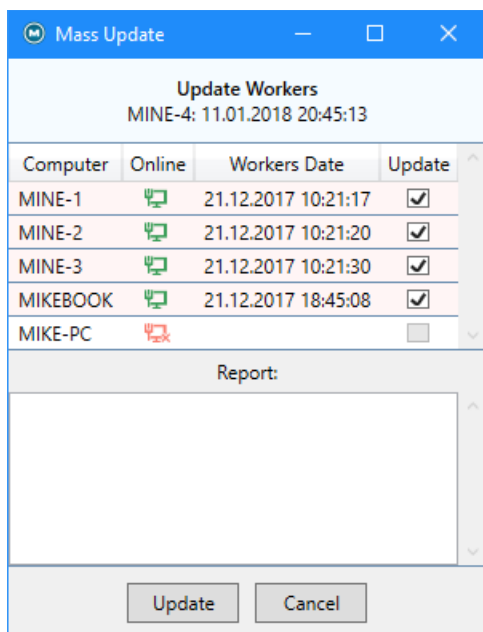 Mass Update
Update Workers
MINE-4: 11.01.2018 20:45:13
Computer Online Workers Date Update
MINE-1 21.12.2017 10:21:17
MINE-2 21.12.2017 10:21:20
MINE-3 21.12.2017 10:21:30
MIKEBOOK 21.12.2017 18:45:08
MIKE-PC
Report:
Update Cancel